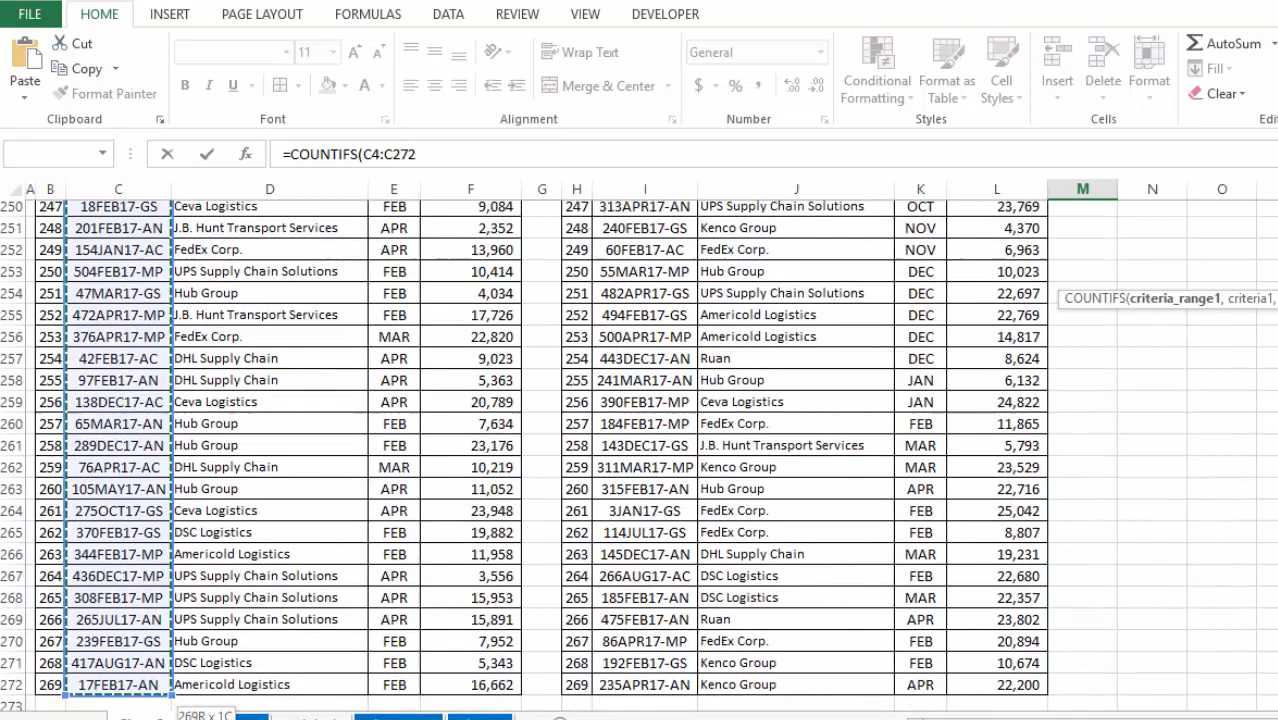 FILE HOME INSERT PAGE LAYOUT FORMULAS DATA REVIEW VIEW DEVELOPER
Paste Cut Copy Format Painter
11 B I U A A A
Wrap Text Merge & Center
General $ % , .00
Conditional Formatting Format as Table Cell Styles
Insert Delete Format
AutoSum Fill Clear
Clipboard Font Alignment Number Styles Cells Edi
fx =COUNTIFS(C4:C272
A B C D E F G H I J K L M N O
250 247 18FEB17-GS Ceva Logistics FEB 9,084 247 313APR17-AN UPS Supply Chain Solutions OCT 23,769
251 248 201FEB17-AN J.B. Hunt Transport Services APR 2,352 248 240FEB17-GS Kenco Group NOV 4,370
252 249 154JAN17-AC FedEx Corp. APR 13,960 249 60FEB17-AC FedEx Corp. NOV 6,963
253 250 504FEB17-MP UPS Supply Chain Solutions FEB 10,414 250 55MAR17-MP Hub Group DEC 10,023
254 251 47MAR17-GS Hub Group FEB 4,034 251 482APR17-GS UPS Supply Chain Solutions DEC 22,697
COUNTIFS(criteria_range1, criteria1,
255 252 472APR17-MP J.B. Hunt Transport Services FEB 17,726 252 494FEB17-GS Americold Logistics DEC 22,769
256 253 376APR17-MP FedEx Corp. MAR 22,820 253 500APR17-MP Americold Logistics DEC 14,817
257 254 42FEB17-AC DHL Supply Chain APR 9,023 254 443DEC17-AN Ruan DEC 8,624
258 255 97FEB17-AN DHL Supply Chain APR 5,363 255 241MAR17-AN Hub Group JAN 6,132
259 256 138DEC17-AC Ceva Logistics APR 20,789 256 390FEB17-MP Ceva Logistics JAN 24,822
260 257 65MAR17-AN Hub Group FEB 7,634 257 184FEB17-MP FedEx Corp. FEB 11,865
261 258 289DEC17-AN Hub Group FEB 23,176 258 143DEC17-GS J.B. Hunt Transport Services MAR 5,793
262 259 76APR17-AC DHL Supply Chain MAR 10,219 259 311MAR17-MP Kenco Group MAR 23,529
263 260 105MAY17-AN Hub Group APR 11,052 260 315FEB17-AN Hub Group APR 22,716
264 261 275OCT17-GS Ceva Logistics APR 23,948 261 3JAN17-GS FedEx Corp. FEB 25,042
265 262 370FEB17-GS DSC Logistics FEB 19,882 262 114JUL17-GS FedEx Corp. FEB 8,807
266 263 344FEB17-MP Americold Logistics FEB 11,958 263 145DEC17-AN DHL Supply Chain MAR 19,231
267 264 436DEC17-MP UPS Supply Chain Solutions APR 3,556 264 266AUG17-AC DSC Logistics FEB 22,680
268 265 308FEB17-MP UPS Supply Chain Solutions FEB 15,953 265 185FEB17-AN DSC Logistics MAR 22,357
269 266 265JUL17-AN UPS Supply Chain Solutions APR 15,891 266 475FEB17-AN Ruan APR 23,802
270 267 239FEB17-GS Hub Group FEB 7,952 267 86APR17-MP FedEx Corp. FEB 20,894
271 268 417AUG17-AN DSC Logistics FEB 5,343 268 192FEB17-GS Kenco Group FEB 10,674
272 269 17FEB17-AN Americold Logistics FEB 16,662 269 235APR17-AN Kenco Group APR 22,200
273
269R x 1C